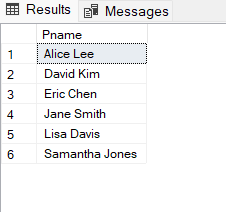 Results Messages
Pname
1 Alice Lee
2 David Kim
3 Eric Chen
4 Jane Smith
5 Lisa Davis
6 Samantha Jones